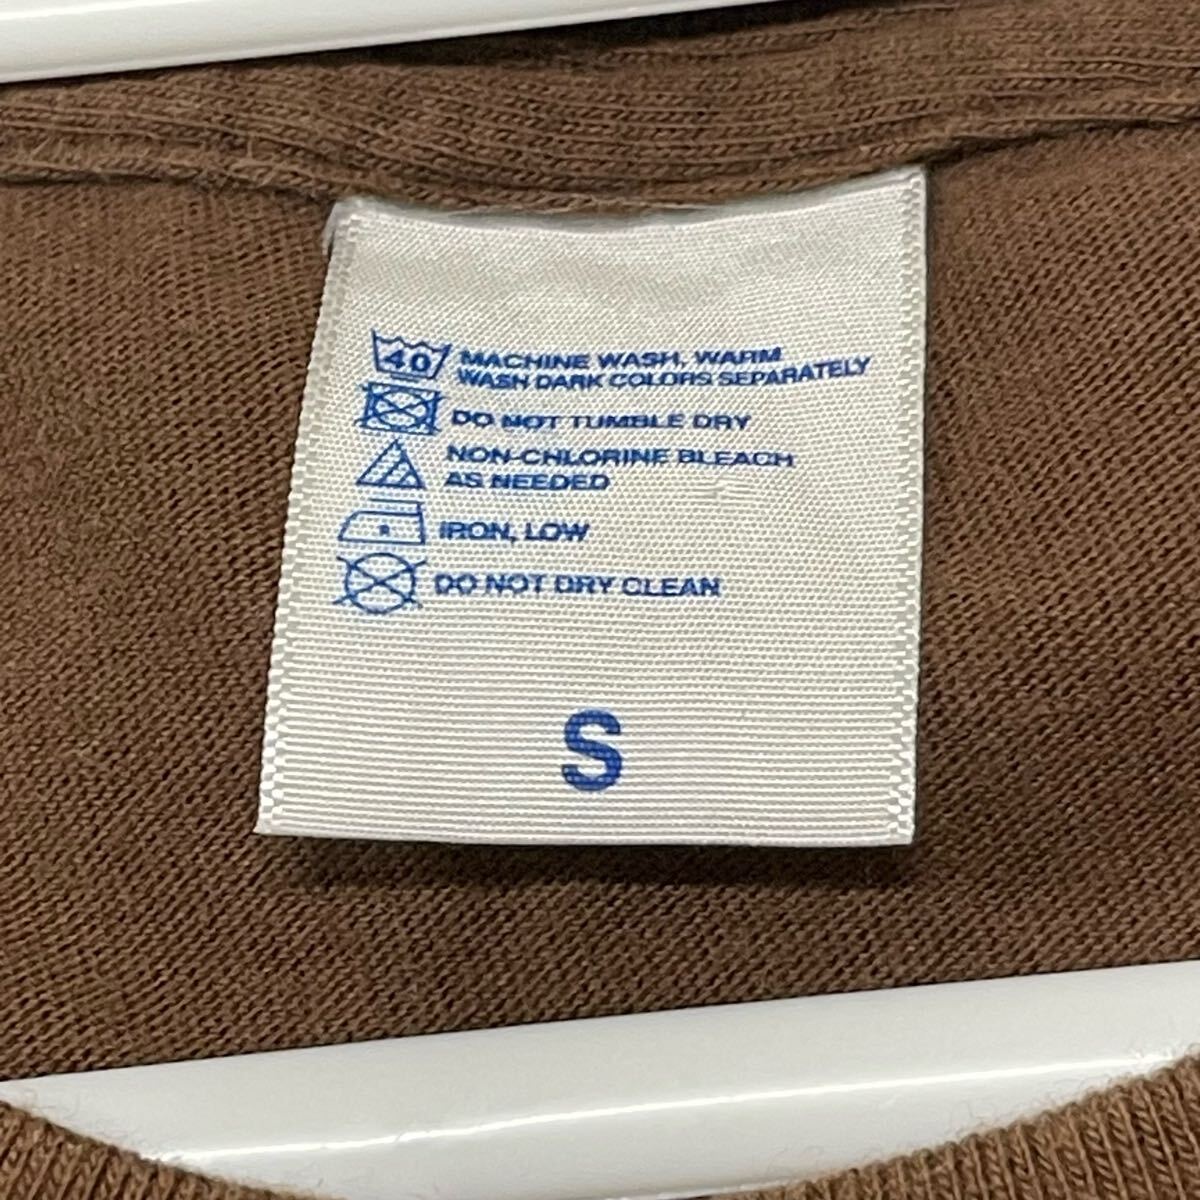 40 MACHINE WASH, WARM
WASH DARK COLORS SEPARATELY
DO NOT TUMBLE DRY
NON-CHLORINE BLEACH
AS NEEDED
IRON, LOW
DO NOT DRY CLEAN
S